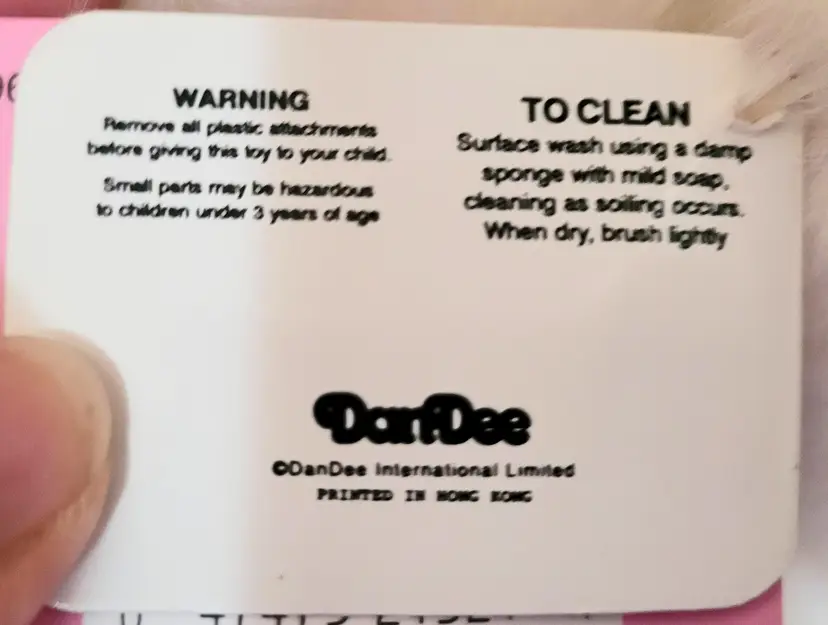 WARNING
Remove all plastic attachments
before giving this toy to your child.
Small parts may be hazardous
to children under 3 years of age
TO CLEAN
Surface wash using a damp
sponge with mild soap,
cleaning as soiling occurs.
When dry, brush lightly
DanDee
©DanDee International Limited
PRINTED IN HONG KONG